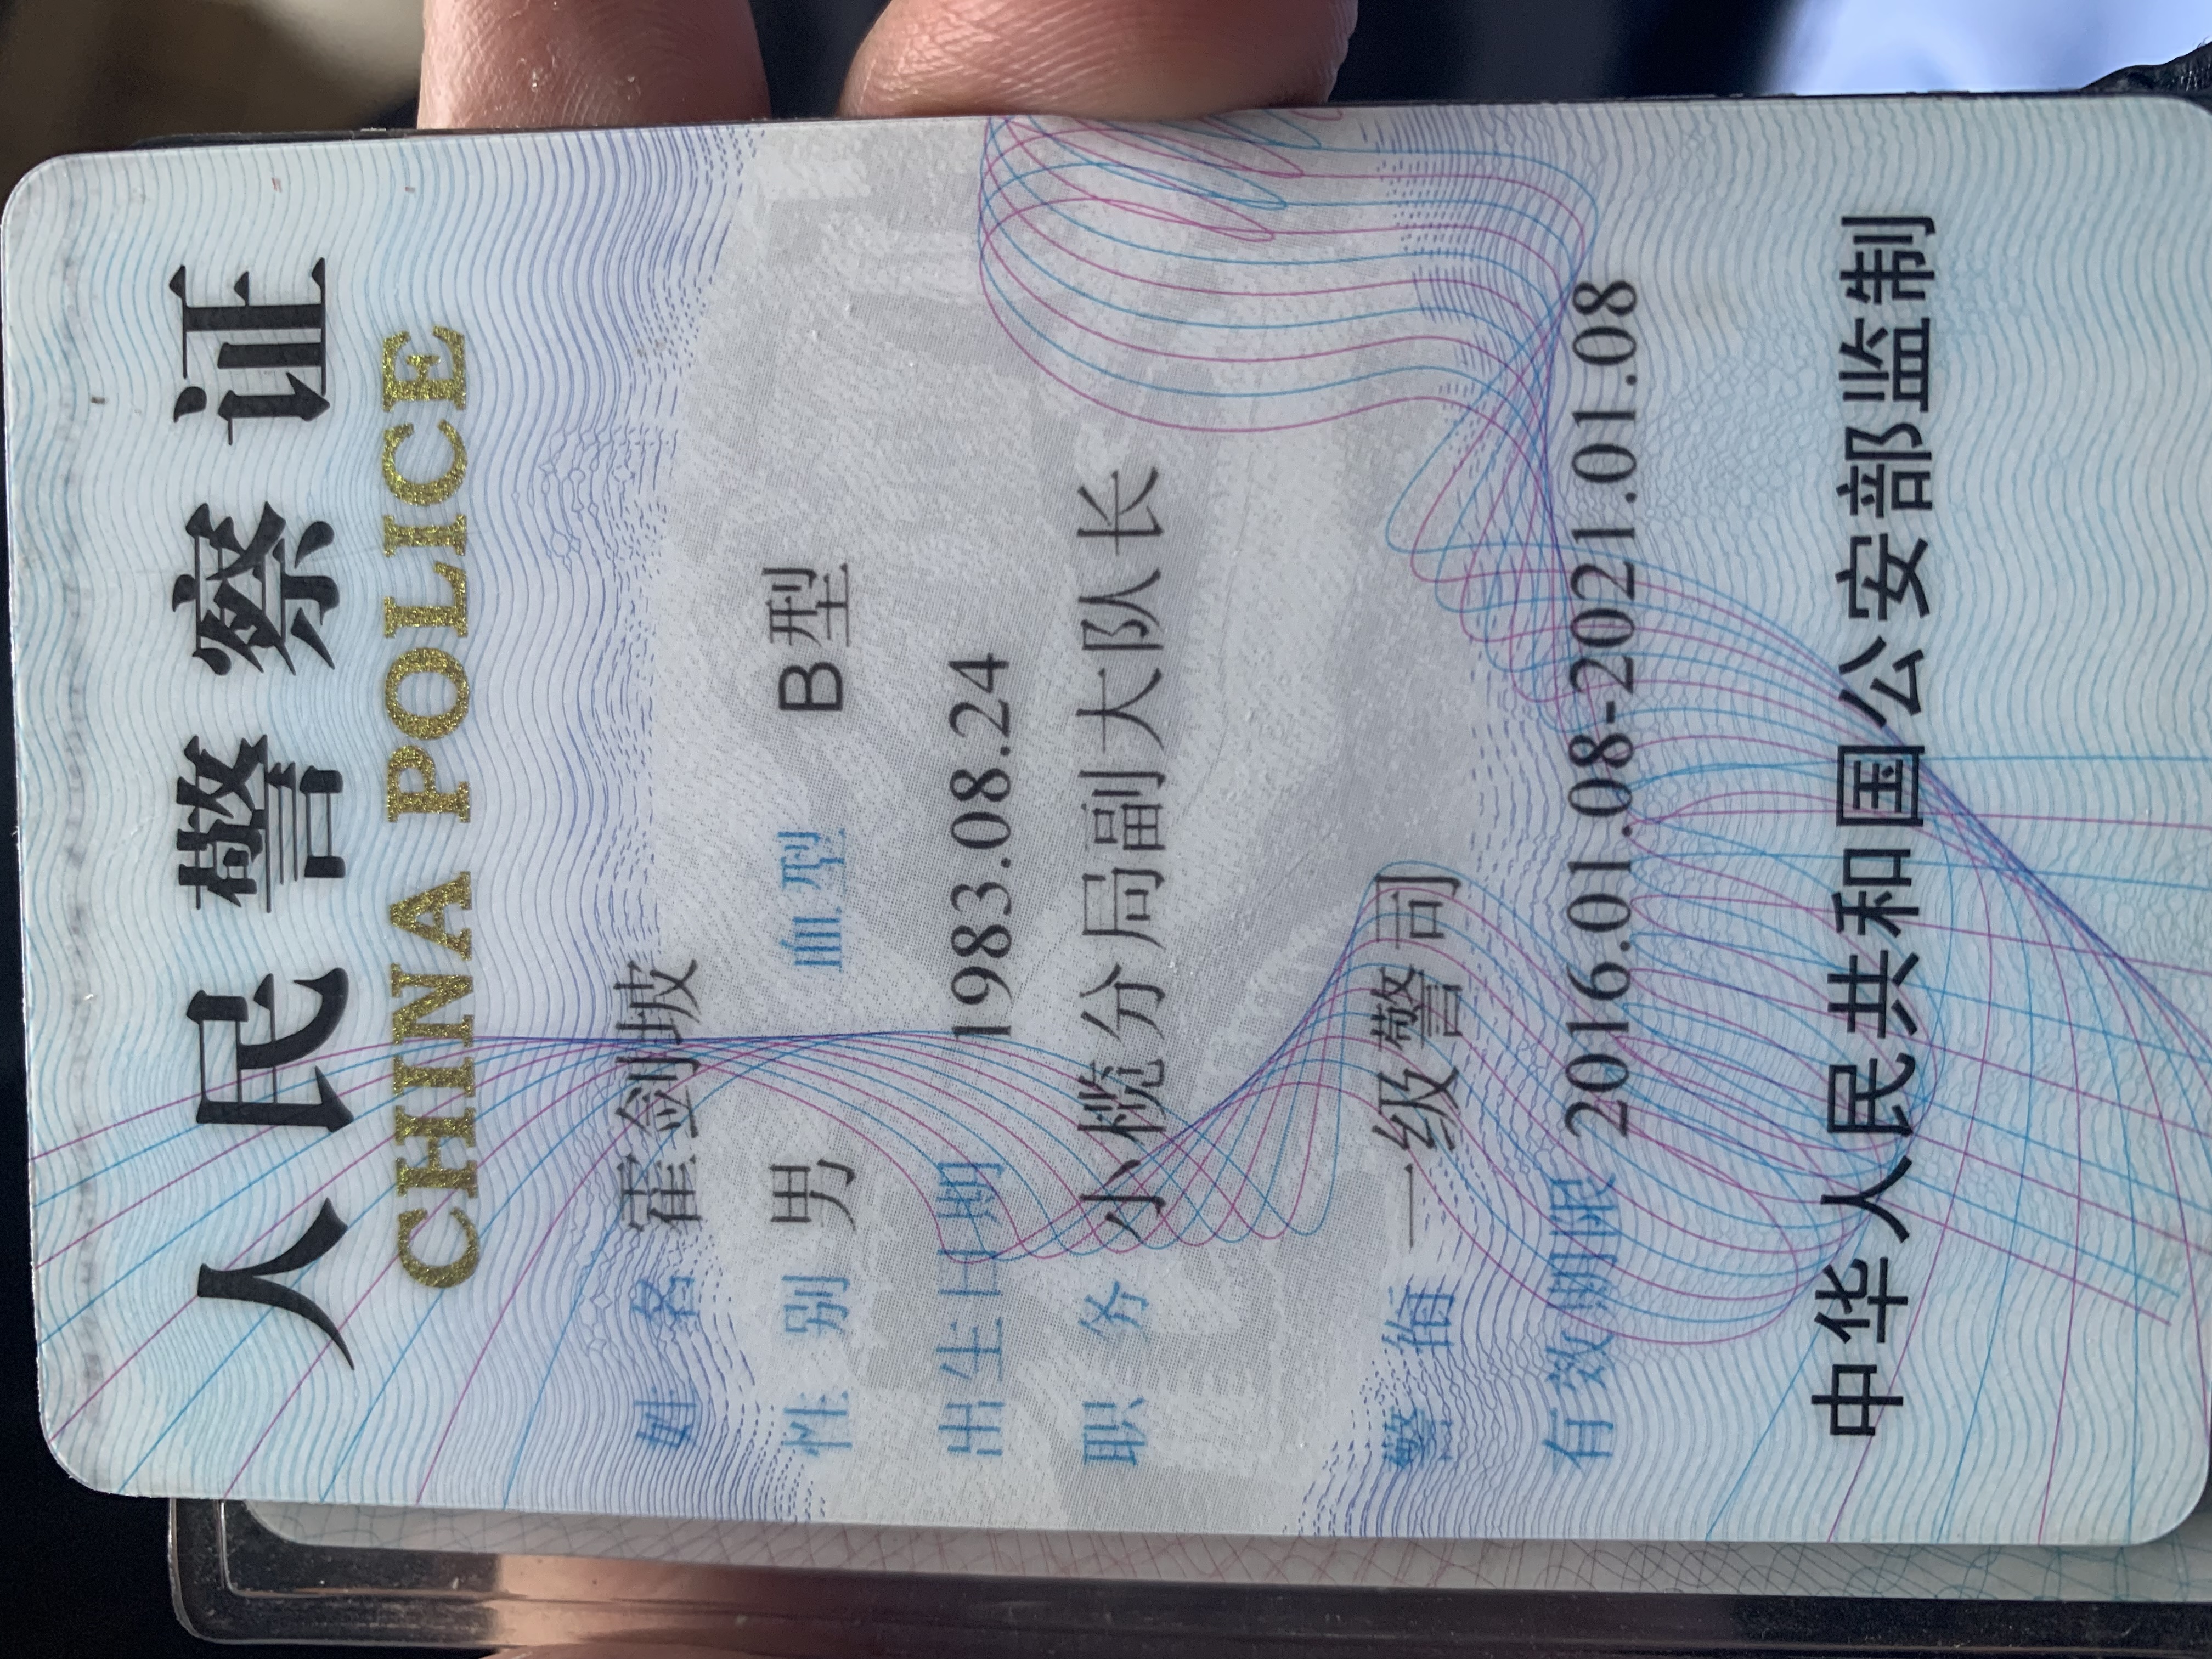 人民警察证
CHINA POLICE
姓 名 霍剑坡
性 别 男 血型 B型
出生日期 1983.08.24
职 务 小榄分局副大队长
警 衔 一级警司
有效期限 2016.01.08-2021.01.08
中华人民共和国公安部监制